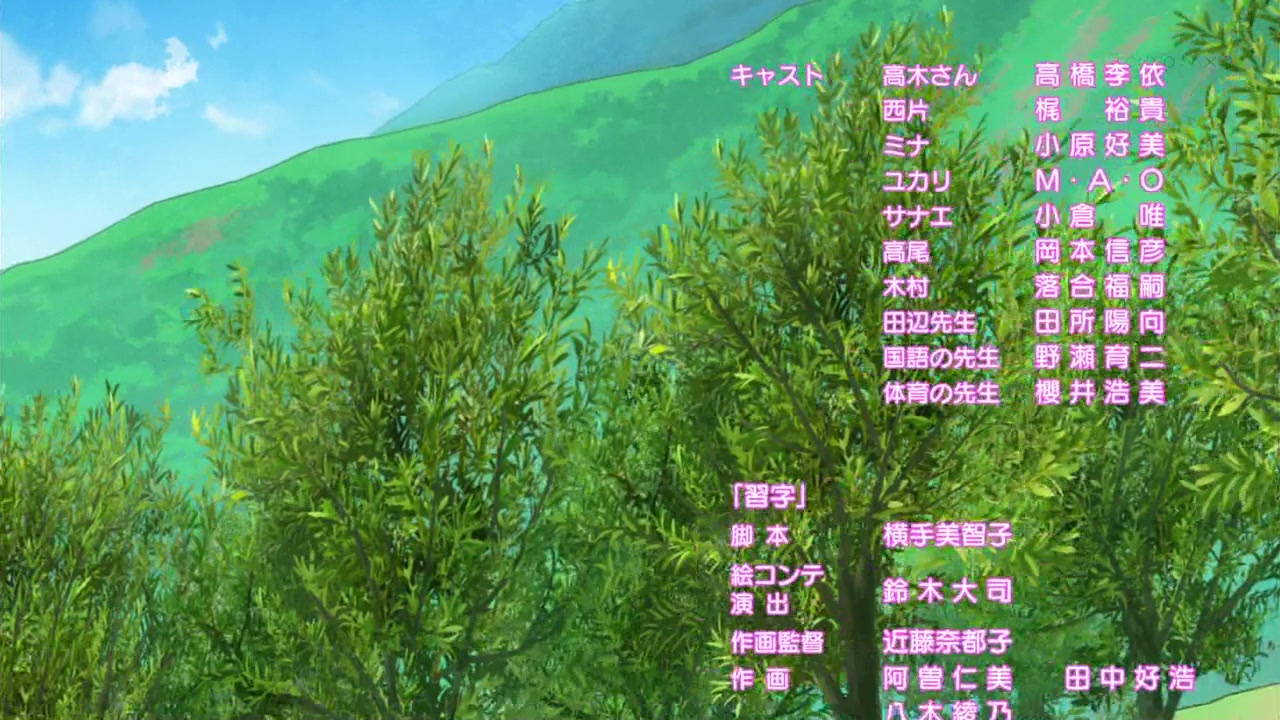 キャスト 高木さん 高橋李依
西片 梶 裕貴
ミナ 小原好美
ユカリ M・A・O
サナエ 小倉 唯
高尾 岡本信彦
木村 落合福嗣
田辺先生 田所陽向
国語の先生 野瀬育二
体育の先生 櫻井浩美
「習字」
脚本 横手美智子
絵コンテ
演出 鈴木大司
作画監督 近藤奈都子
作画 阿曽仁美 田中好浩
八木綾乃